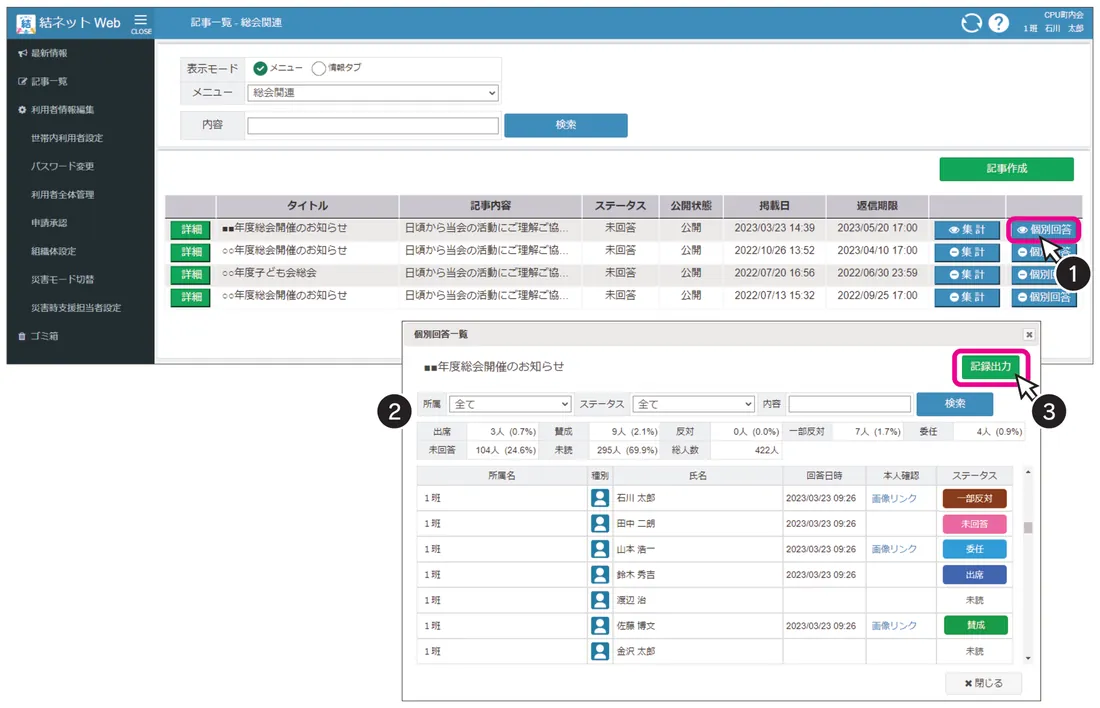 結 結ネット Web CLOSE 記事一覧 - 総会関連 ? CPU町内会
1班 石川 太郎
最新情報
記事一覧
利用者情報編集
世帯内利用者設定
パスワード変更
利用者全体管理
申請承認
組織体設定
災害モード切替
災害時支援担当者設定
ゴミ箱
表示モード メニュー 情報タブ
メニュー 総会関連
内容 検索
記事作成
タイトル 記事内容 ステータス 公開状態 掲載日 返信期限
詳細 ■■年度総会開催のお知らせ 日頃から当会の活動にご理解ご協… 未回答 公開 2023/03/23 14:39 2023/05/20 17:00 集計 個別回答
詳細 ○○年度総会開催のお知らせ 日頃から当会の活動にご理解ご協… 未回答 公開 2022/10/26 13:52 2023/04/10 17:00 集計 個別
詳細 ○○年度子ども総会 日頃から当会の活動にご理解ご協… 未回答 公開 2022/07/20 16:56 2022/06/30 23:59 集計 個別回
詳細 ○○年度総会開催のお知らせ 日頃から当会の活動にご理解ご協… 未回答 公開 2022/07/13 15:32 2022/09/25 17:00 集計 個別回答
1
個別回答一覧
■■年度総会開催のお知らせ 記録出力
2
3
所属 全て ステータス 全て 内容 検索
出席 3人 (0.7%) 賛成 9人 (2.1%) 反対 0人 (0.0%) 一部反対 7人 (1.7%) 委任 4人 (0.9%)
未回答 104人 (24.6%) 未読 295人 (69.9%) 総人数 422人
所属名 種別 氏名 回答日時 本人確認 ステータス
1班 石川 太郎 2023/03/23 09:26 画像リンク 一部反対
1班 田中 二朗 2023/03/23 09:26 未回答
1班 山本 浩一 2023/03/23 09:26 画像リンク 委任
1班 鈴木 秀吉 2023/03/23 09:26 出席
1班 渡辺 治 未読
1班 佐藤 博文 2023/03/23 09:26 画像リンク 賛成
1班 金沢 太郎 未読
閉じる